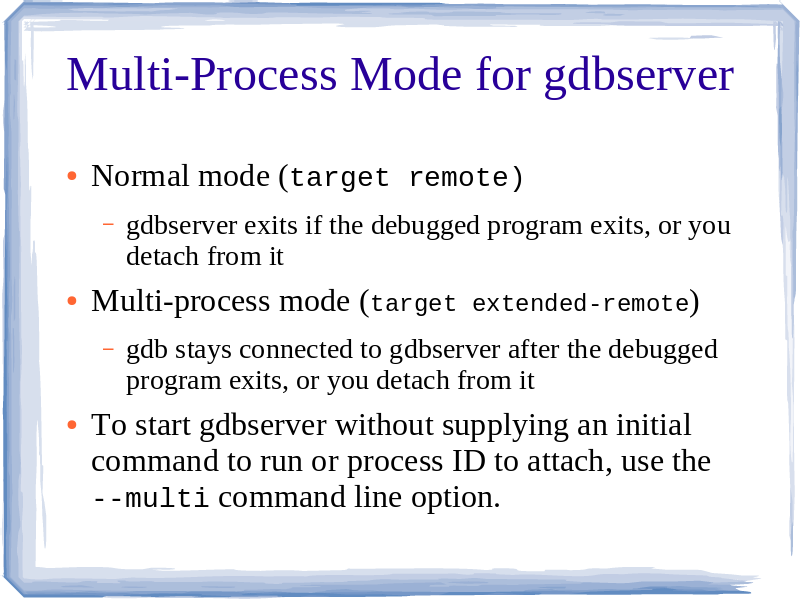 Multi-Process Mode for gdbserver
• Normal mode (target remote)
– gdbserver exits if the debugged program exits, or you
detach from it
• Multi-process mode (target extended-remote)
– gdb stays connected to gdbserver after the debugged
program exits, or you detach from it
• To start gdbserver without supplying an initial
command to run or process ID to attach, use the
--multi command line option.